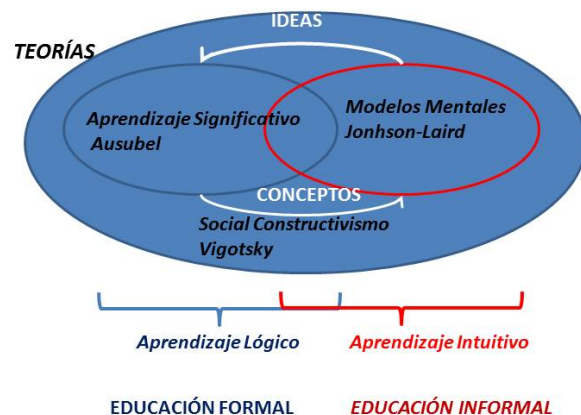 IDEAS
TEORÍAS
Aprendizaje Significativo
Ausubel
Modelos Mentales
Jonhson-Laird
CONCEPTOS
Social Constructivismo
Vigotsky
Aprendizaje Lógico
Aprendizaje Intuitivo
EDUCACIÓN FORMAL
EDUCACIÓN INFORMAL